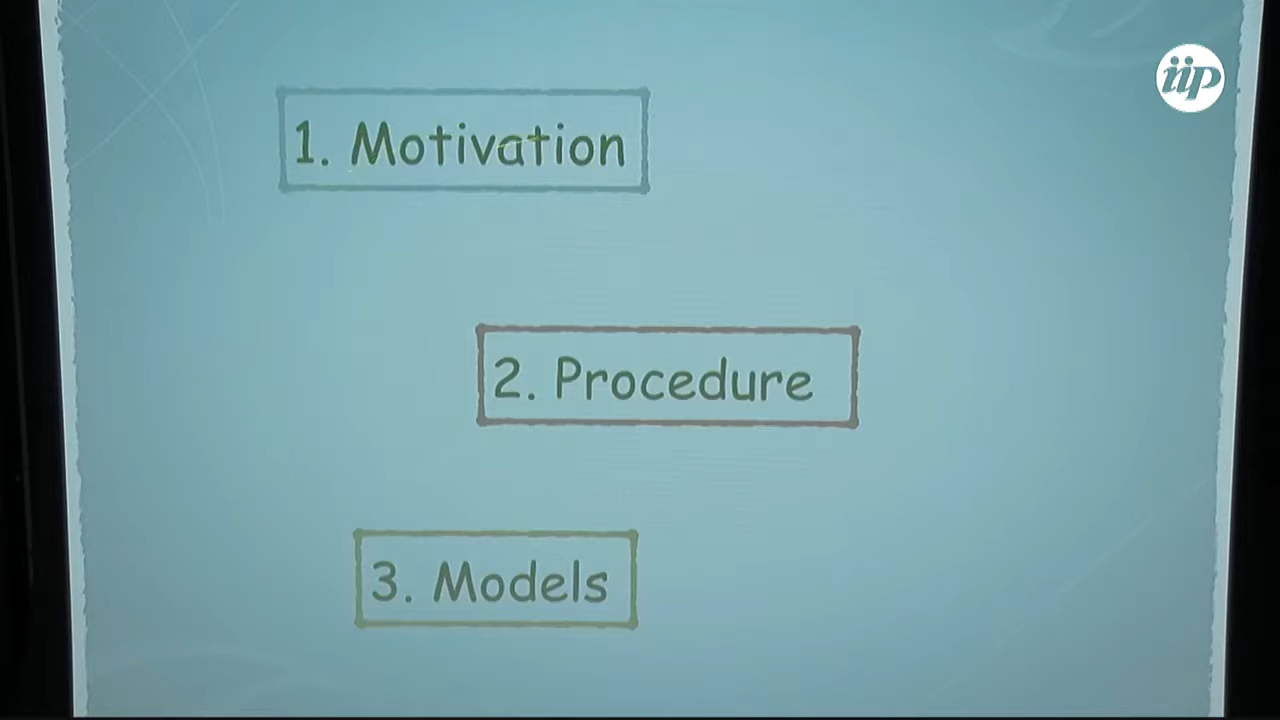 iip
1. Motivation
2. Procedure
3. Models